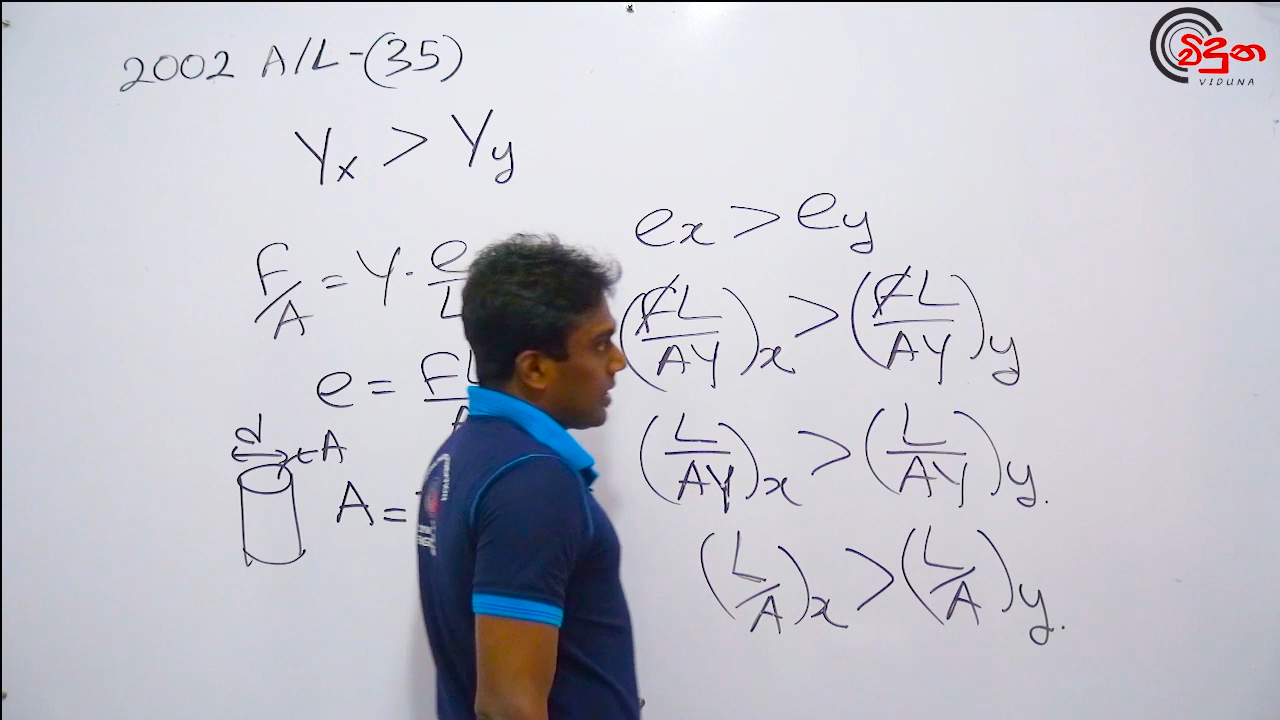 2002 A/L-(35)
Yx > Yy
F/A = Y · e/L
e = FL
d
A
A =
ex > ey
(FL/AY)x > (FL/AY)y
(L/AY)x > (L/AY)y.
(L/A)x > (L/A)y.
විදුන
VIDUNA